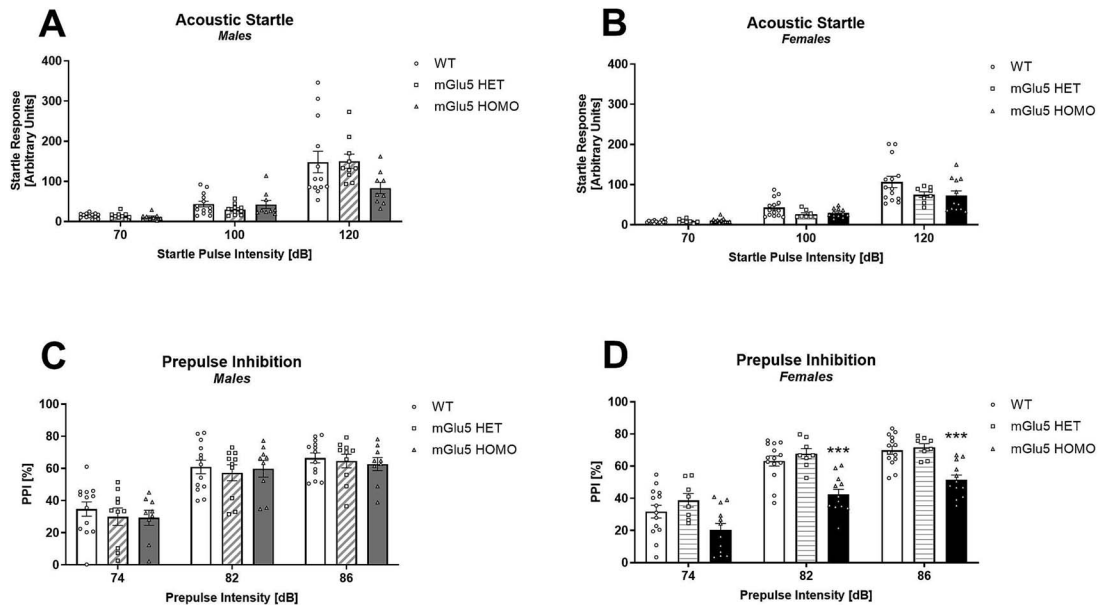 A
Acoustic Startle
Males
Startle Response
[Arbitrary Units]
400
300
200
100
0
70
100
120
Startle Pulse Intensity [dB]
WT
mGlu5 HET
mGlu5 HOMO
B
Acoustic Startle
Females
Startle Response
[Arbitrary Units]
400
300
200
100
0
70
100
120
Startle Pulse Intensity [dB]
WT
mGlu5 HET
mGlu5 HOMO
C
Prepulse Inhibition
Males
PPI [%]
100
80
60
40
20
0
74
82
86
Prepulse Intensity [dB]
WT
mGlu5 HET
mGlu5 HOMO
D
Prepulse Inhibition
Females
PPI [%]
100
80
60
40
20
0
***
***
74
82
86
Prepulse Intensity [dB]
WT
mGlu5 HET
mGlu5 HOMO